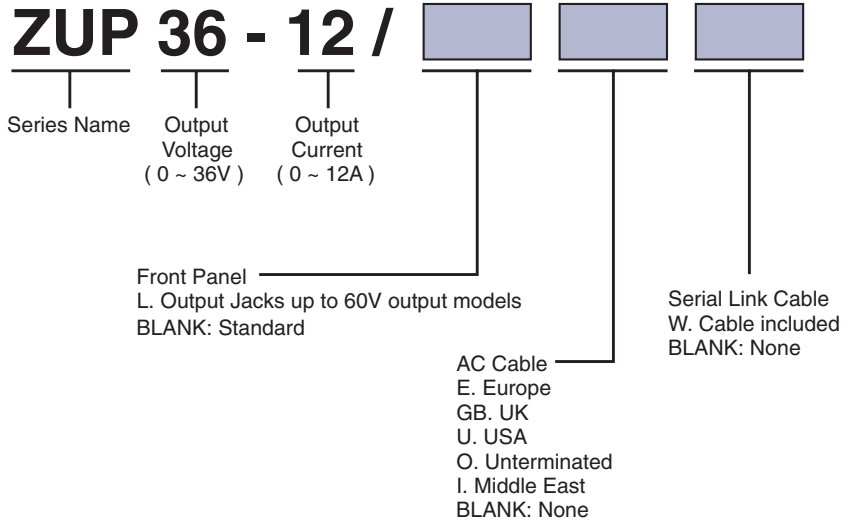 ZUP 36 - 12 /
Series Name
Output
Voltage
( 0 ~ 36V )
Output
Current
( 0 ~ 12A )
Front Panel
L. Output Jacks up to 60V output models
BLANK: Standard
AC Cable
E. Europe
GB. UK
U. USA
O. Unterminated
I. Middle East
BLANK: None
Serial Link Cable
W. Cable included
BLANK: None